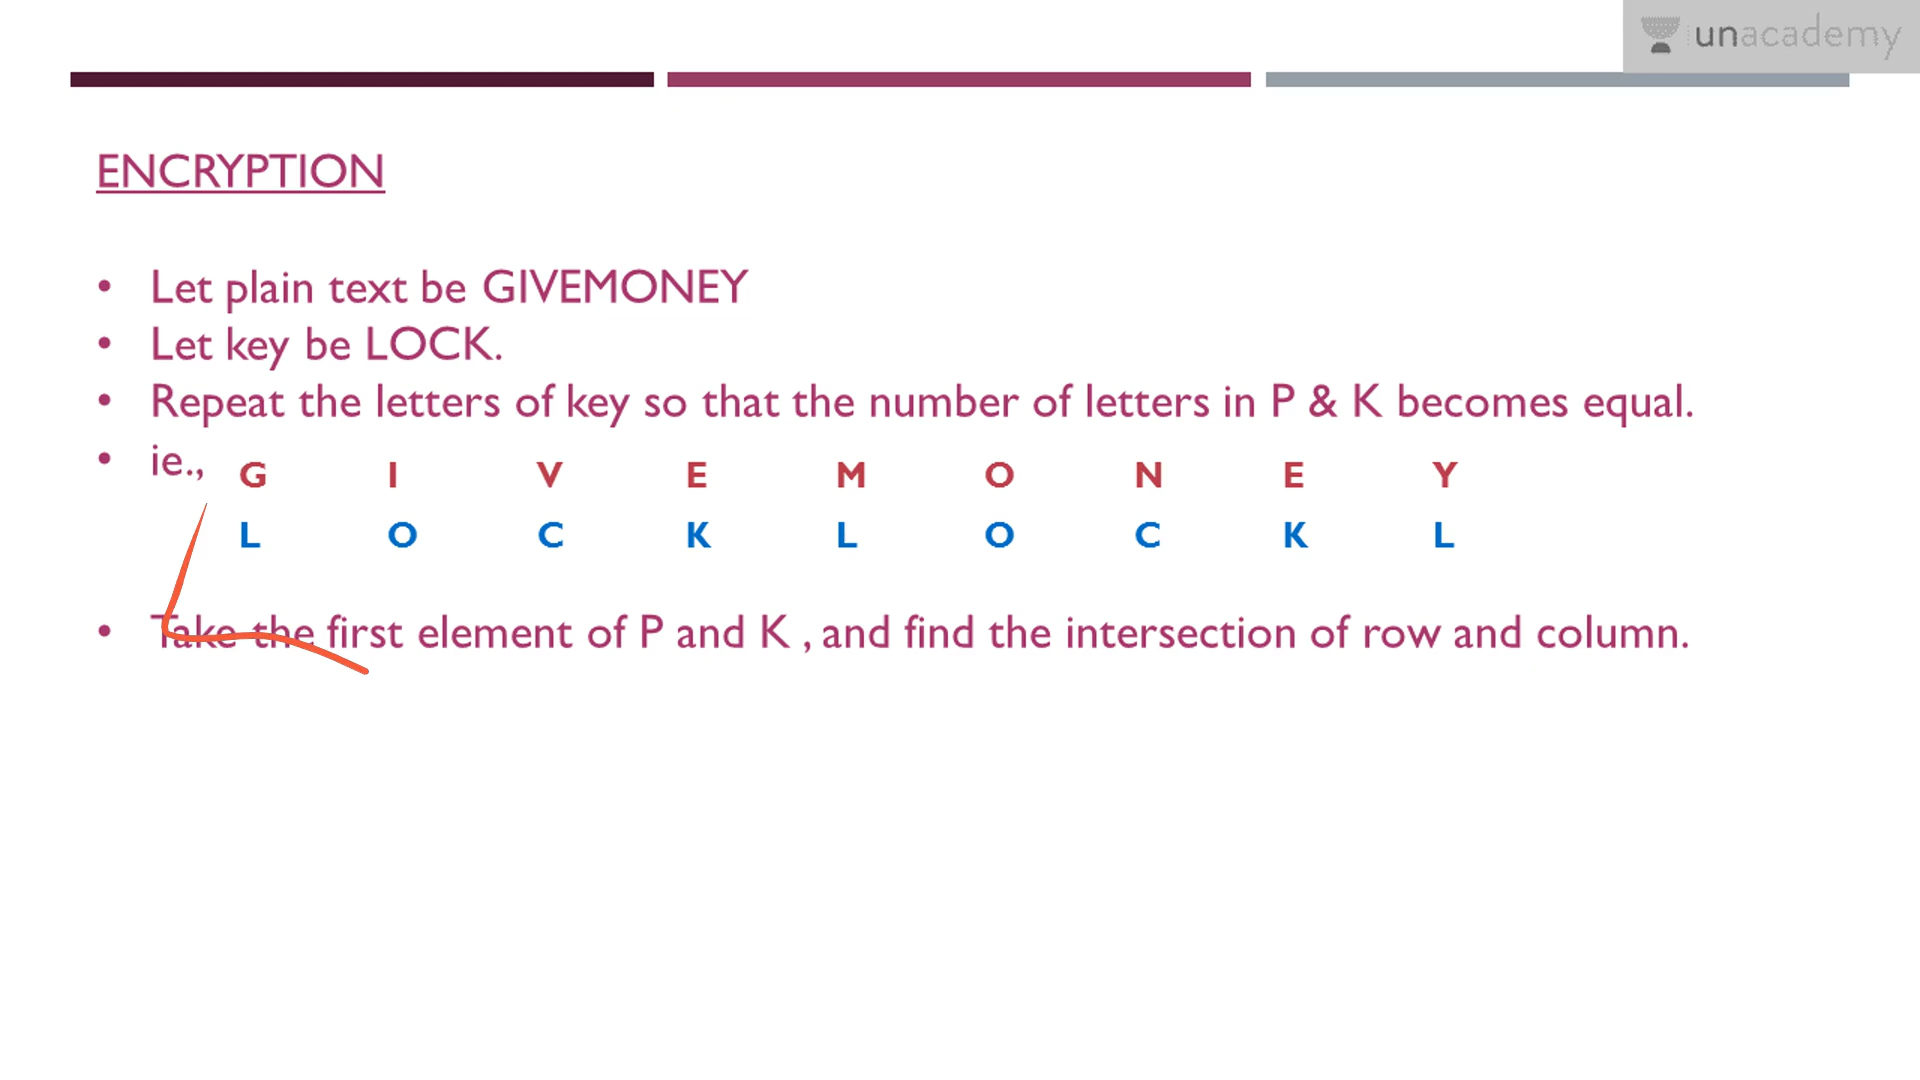 unacademy
ENCRYPTION
• Let plain text be GIVEMONEY
• Let key be LOCK.
• Repeat the letters of key so that the number of letters in P & K becomes equal.
• ie., G I V E M O N E Y
L O C K L O C K L
• Take the first element of P and K , and find the intersection of row and column.